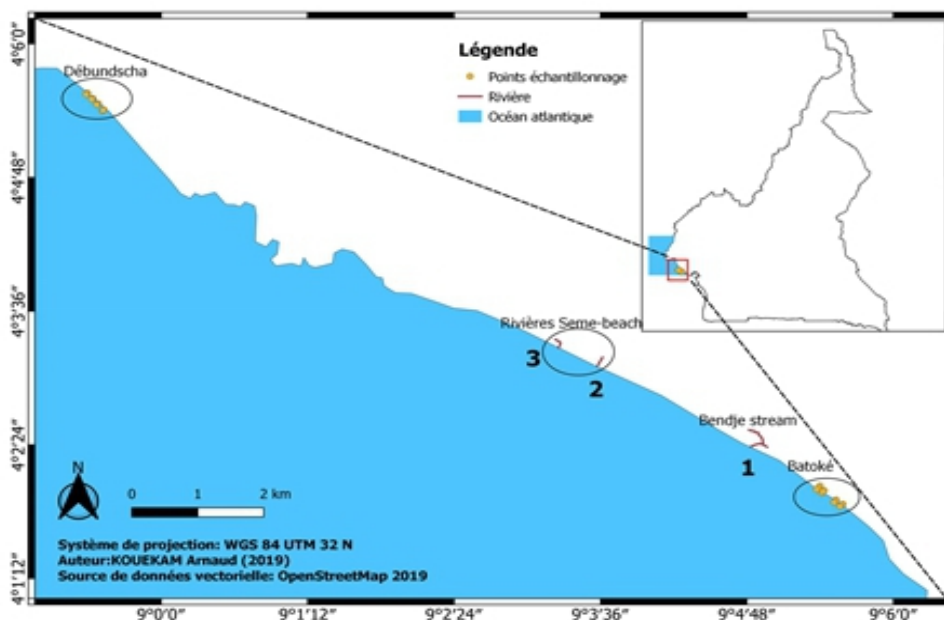 4°6′0″
4°4′48″
4°3′36″
4°2′24″
4°1′12″
Débundscha
Légende
Points échantillonnage
Rivière
Océan atlantique
Rivières Seme-beach
3
2
Bendje stream
1
Batoké
N
0 1 2 km
Système de projection: WGS 84 UTM 32 N
Auteur:KOUEKAM Arnaud (2019)
Source de données vectorielle: OpenStreetMap 2019
9°0′0″ 9°1′12″ 9°2′24″ 9°3′36″ 9°4′48″ 9°6′0″